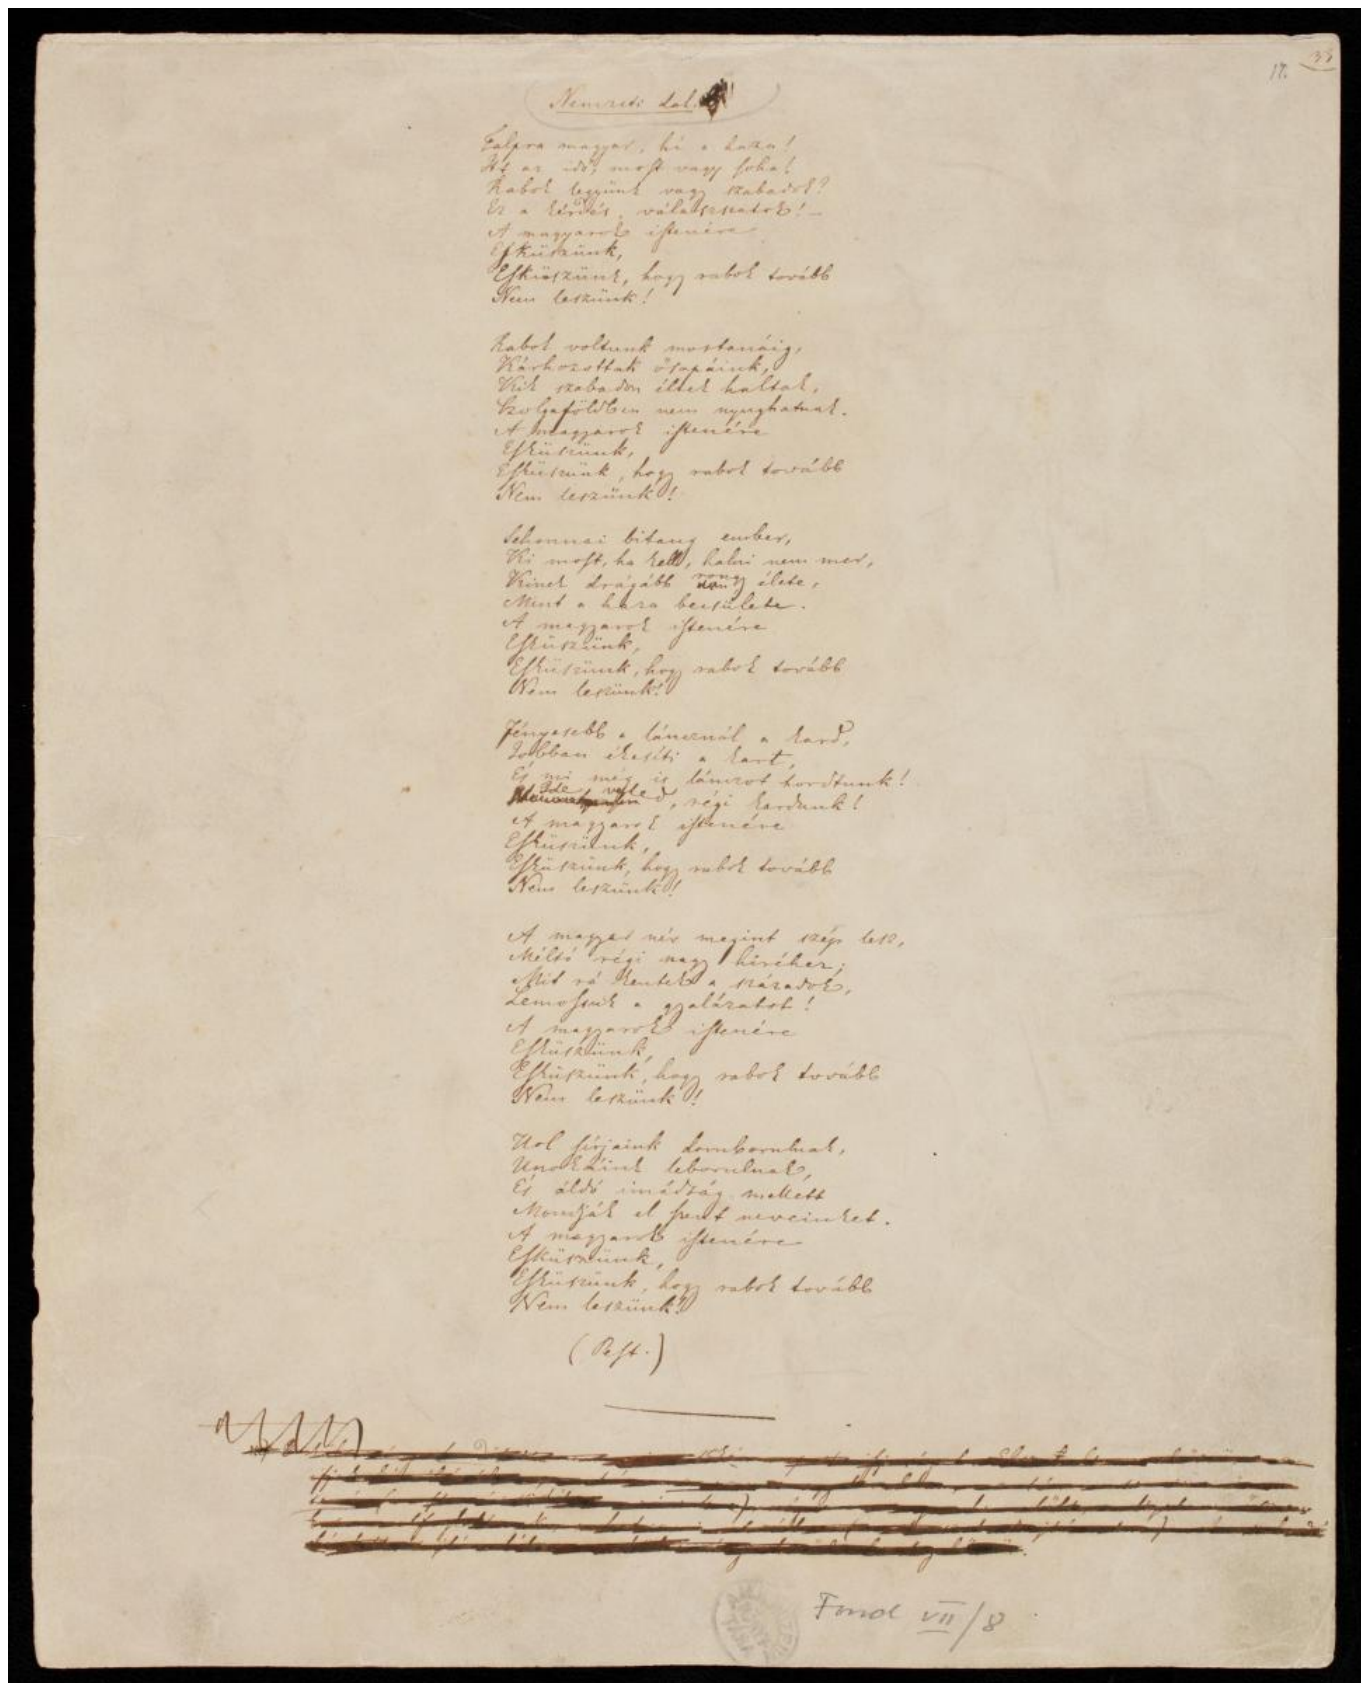 33
17.
Nemzeti dal.
Talpra magyar, hí a haza!
Itt az idő, most vagy soha!
Rabok legyünk vagy szabadok?
Ez a kérdés, válasszatok! —
A magyarok istenére
Esküszünk,
Esküszünk, hogy rabok tovább
Nem leszünk!
Rabok voltunk mostanáig,
Kárhozottak ősapáink,
Kik szabadon éltek haltak,
Szolgaföldben nem nyughatnak.
A magyarok istenére
Esküszünk,
Esküszünk, hogy rabok tovább
Nem leszünk!
Sehonnai bitang ember,
Ki most, ha kell, halni nem mer,
Kinek drágább rongy élete,
Mint a haza becsülete.
A magyarok istenére
Esküszünk,
Esküszünk, hogy rabok tovább
Nem leszünk!
Fényesebb a láncznál a kard,
Jobban ékesíti a kart,
És mi még is lánczot hordtunk!
Ide veled, régi kardunk!
A magyarok istenére
Esküszünk,
Esküszünk, hogy rabok tovább
Nem leszünk!
A magyar név megint szép lesz,
Méltó régi nagy hiréhez;
Mit rá kentek a századok,
Lemossuk a gyalázatot!
A magyarok istenére
Esküszünk,
Esküszünk, hogy rabok tovább
Nem leszünk!
Hol sírjaink domborulnak,
Unokáink leborulnak,
És áldó imádság mellett
Mondják el szent neveinket.
A magyarok istenére
Esküszünk,
Esküszünk, hogy rabok tovább
Nem leszünk!
(Pest.)
Fond VII/8